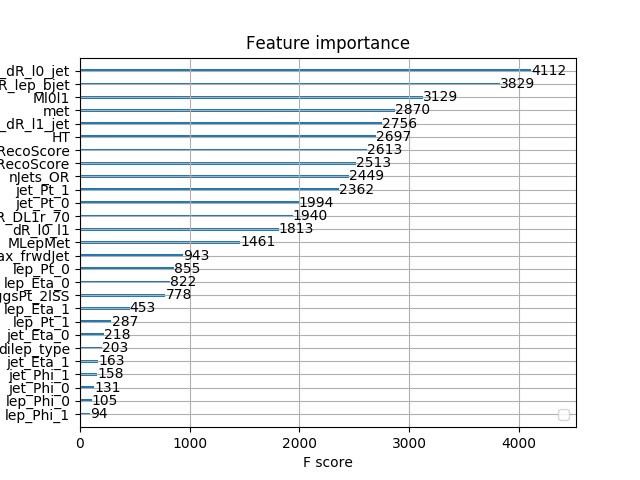 Feature importance
_dR_l0_jet 4112
R_lep_bjet 3829
Ml0l1 3129
met 2870
_dR_l1_jet 2756
HT 2697
RecoScore 2613
RecoScore 2513
nJets_OR 2449
jet_Pt_1 2362
jet_Pt_0 1994
R_DL1r_70 1940
dR_l0_l1 1813
MLepMet 1461
ax_frwdJet 943
lep_Pt_0 855
lep_Eta_0 822
ggsPt_2lSS 778
lep_Eta_1 453
lep_Pt_1 287
jet_Eta_0 218
dilep_type 203
jet_Eta_1 163
jet_Phi_1 158
jet_Phi_0 131
lep_Phi_0 105
lep_Phi_1 94
0 1000 2000 3000 4000
F score